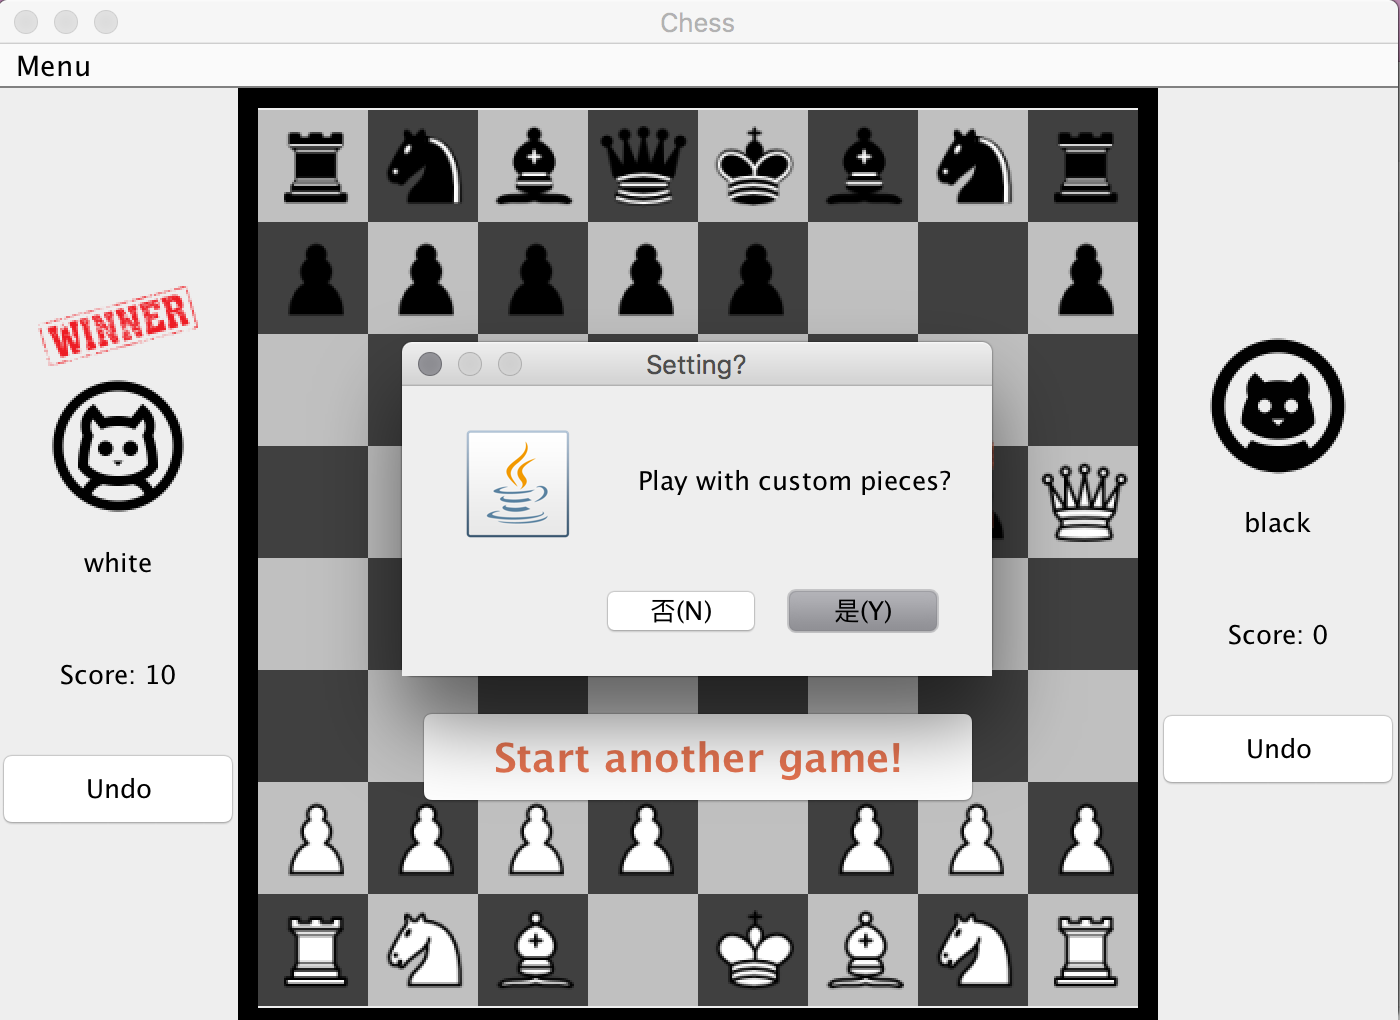 Chess
Menu
WINNER
white
Score: 10
Undo
Setting?
Play with custom pieces?
否(N)
是(Y)
Start another game!
black
Score: 0
Undo